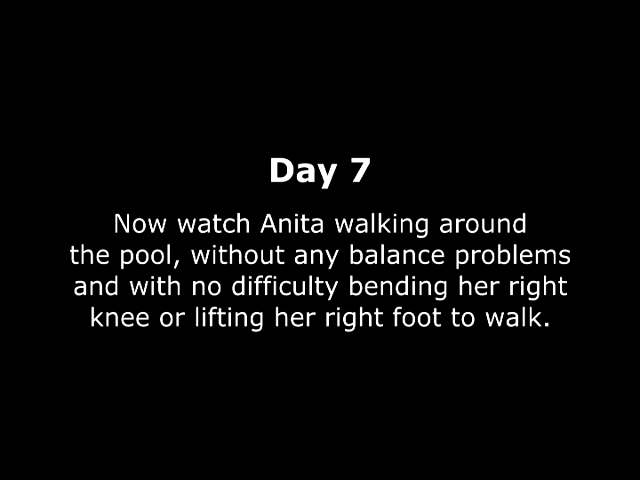 Day 7
Now watch Anita walking around
the pool, without any balance problems
and with no difficulty bending her right
knee or lifting her right foot to walk.